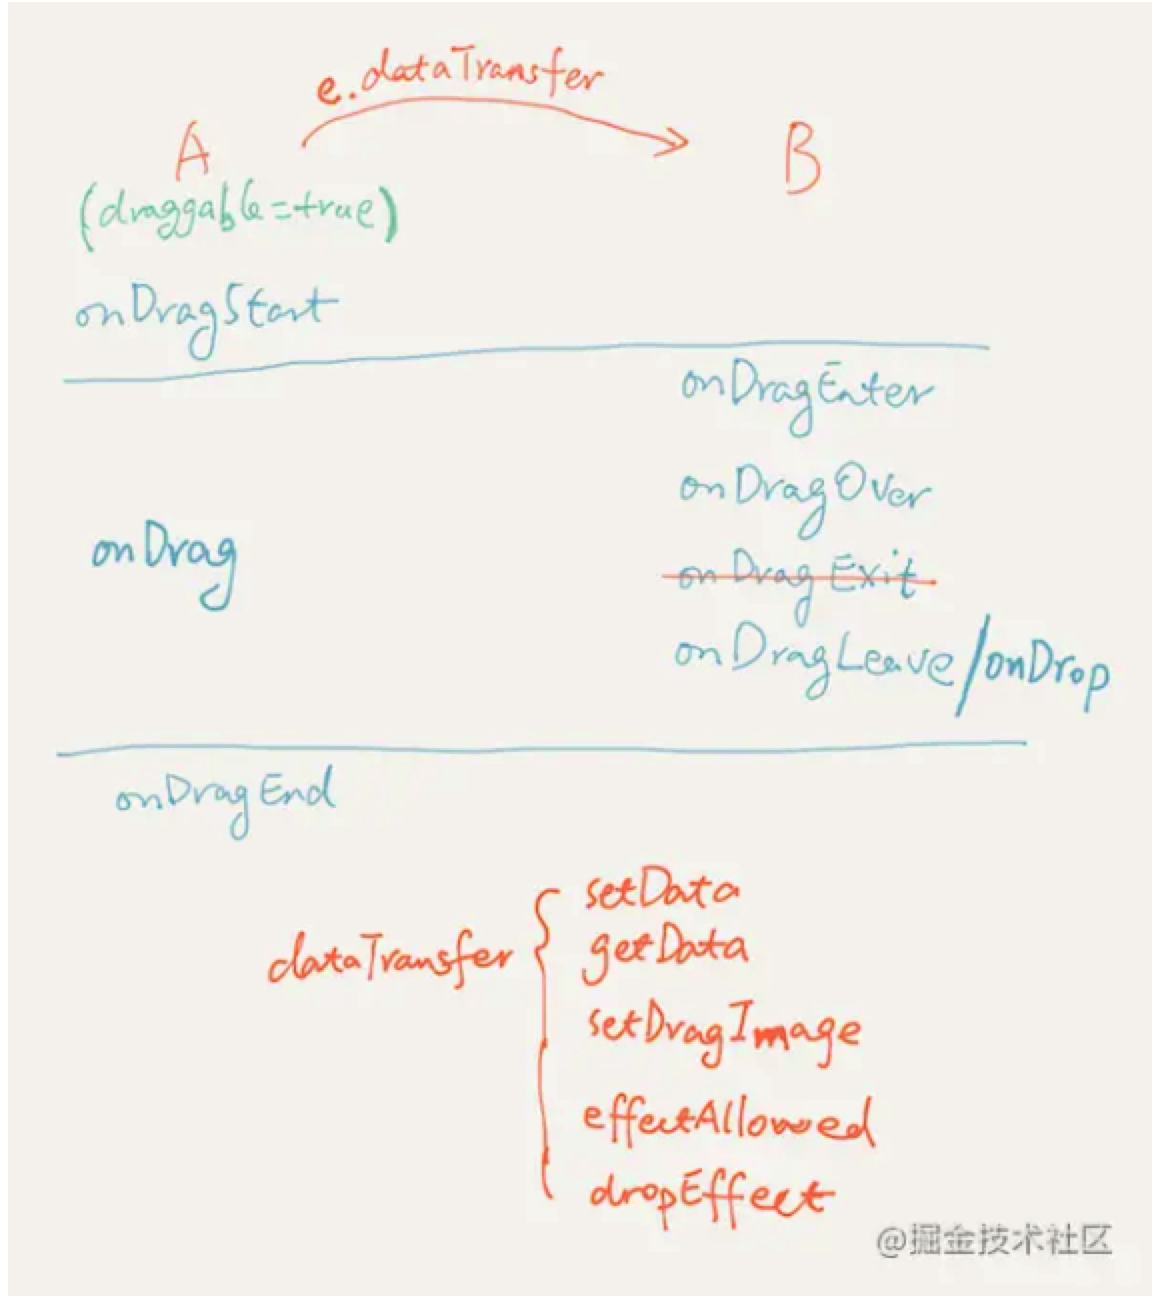 e.dataTransfer
A
B
(draggable=true)
onDragStart
onDragEnter
onDragOver
onDrag
onDragExit
onDragLeave/onDrop
onDragEnd
dataTransfer
setData
getData
setDragImage
effectAllowed
dropEffect
@掘金技术社区